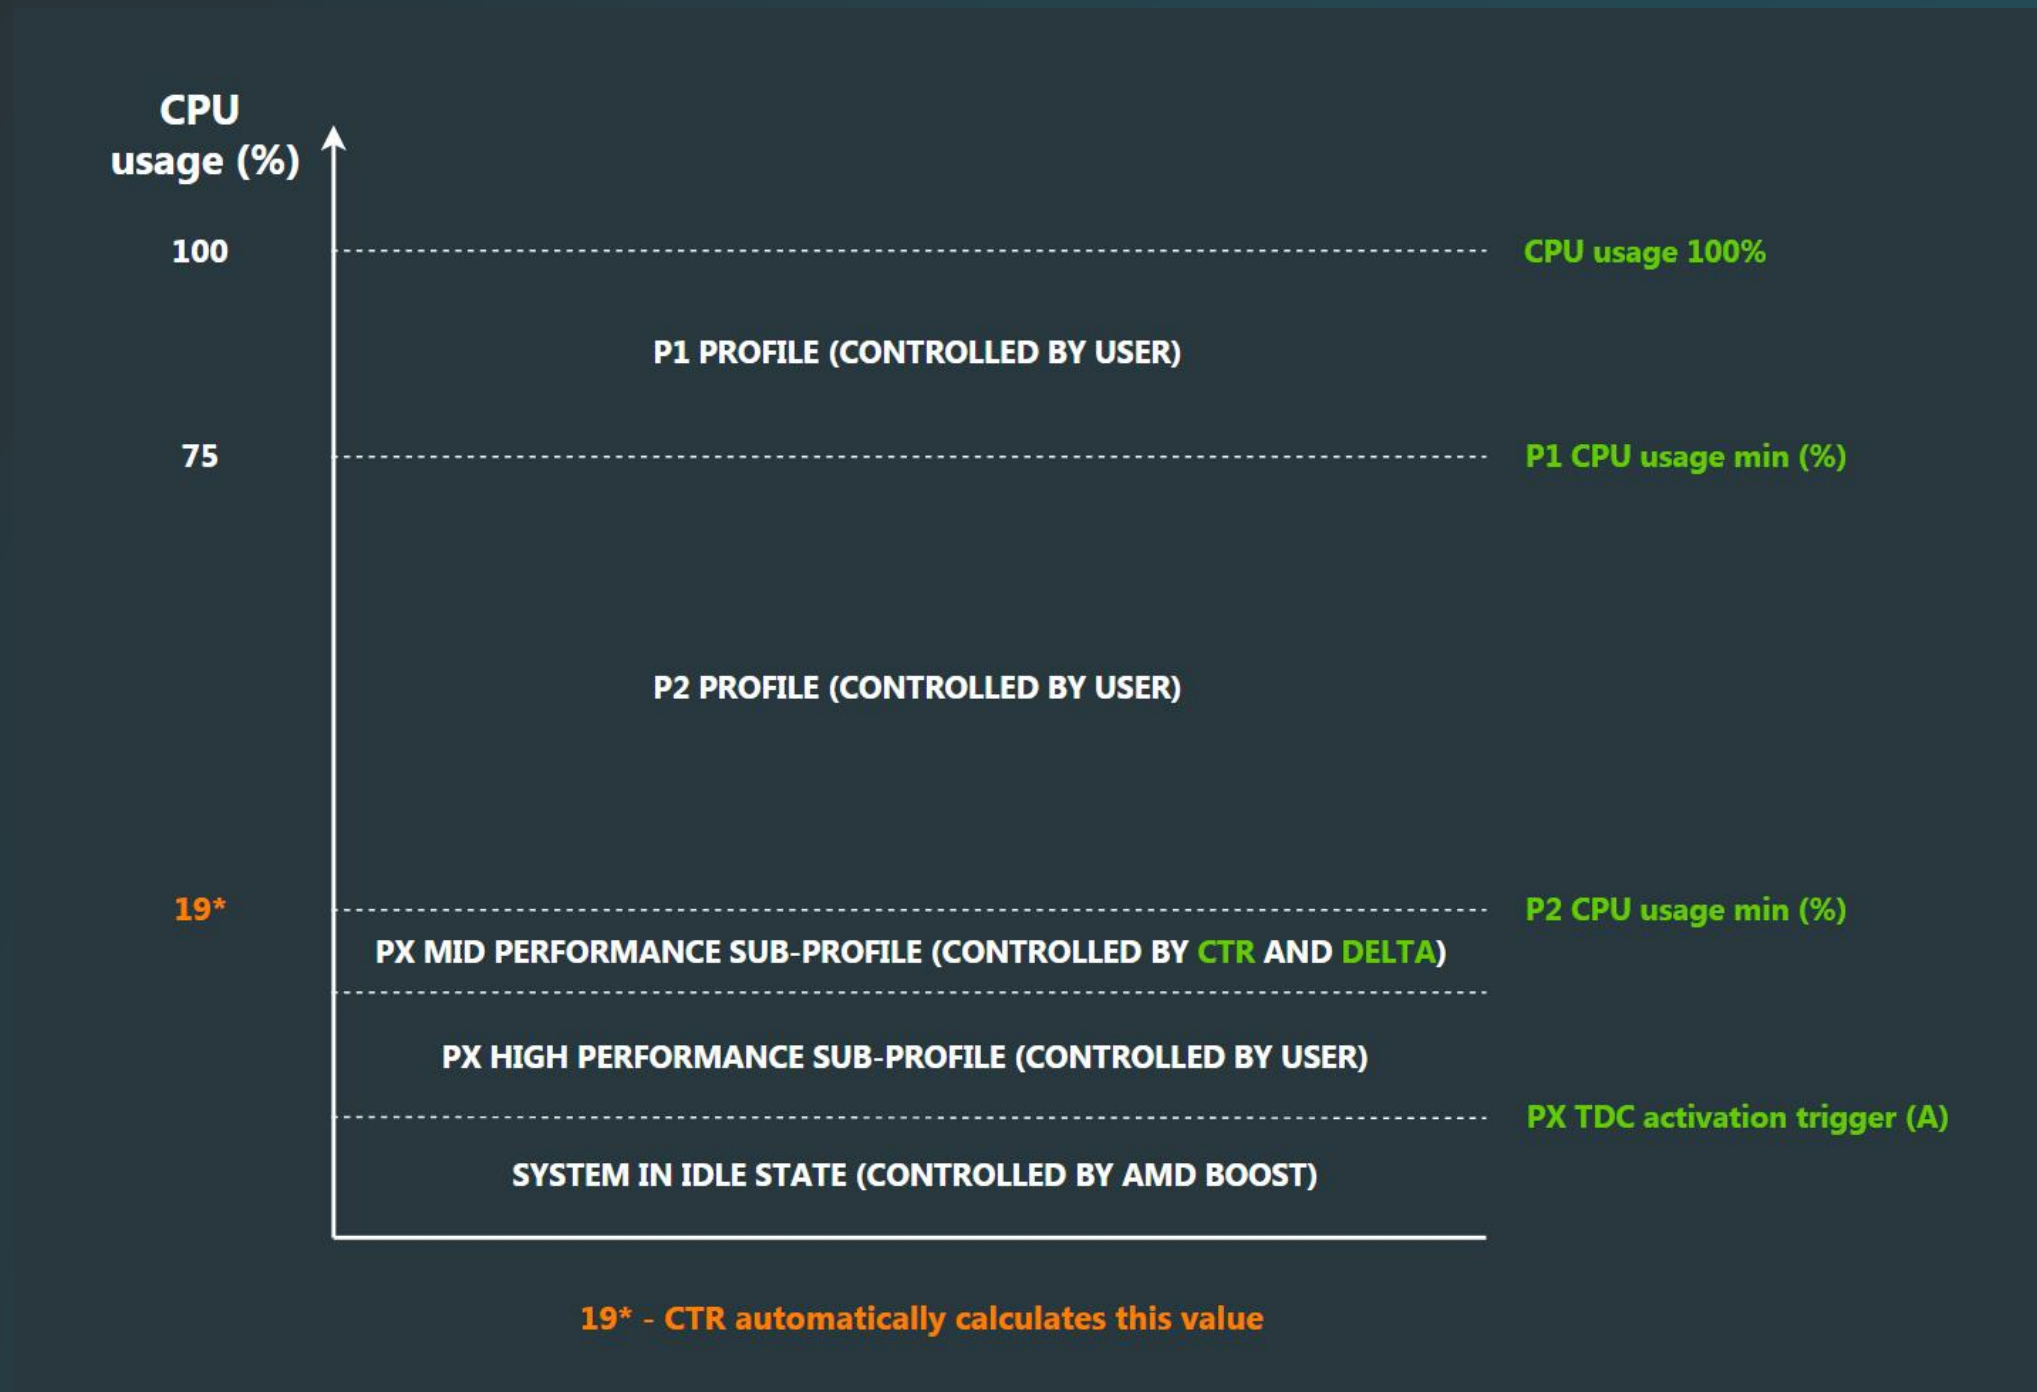 CPU
usage (%)
100
CPU usage 100%
P1 PROFILE (CONTROLLED BY USER)
75
P1 CPU usage min (%)
P2 PROFILE (CONTROLLED BY USER)
19*
P2 CPU usage min (%)
PX MID PERFORMANCE SUB-PROFILE (CONTROLLED BY CTR AND DELTA)
PX HIGH PERFORMANCE SUB-PROFILE (CONTROLLED BY USER)
PX TDC activation trigger (A)
SYSTEM IN IDLE STATE (CONTROLLED BY AMD BOOST)
19* - CTR automatically calculates this value